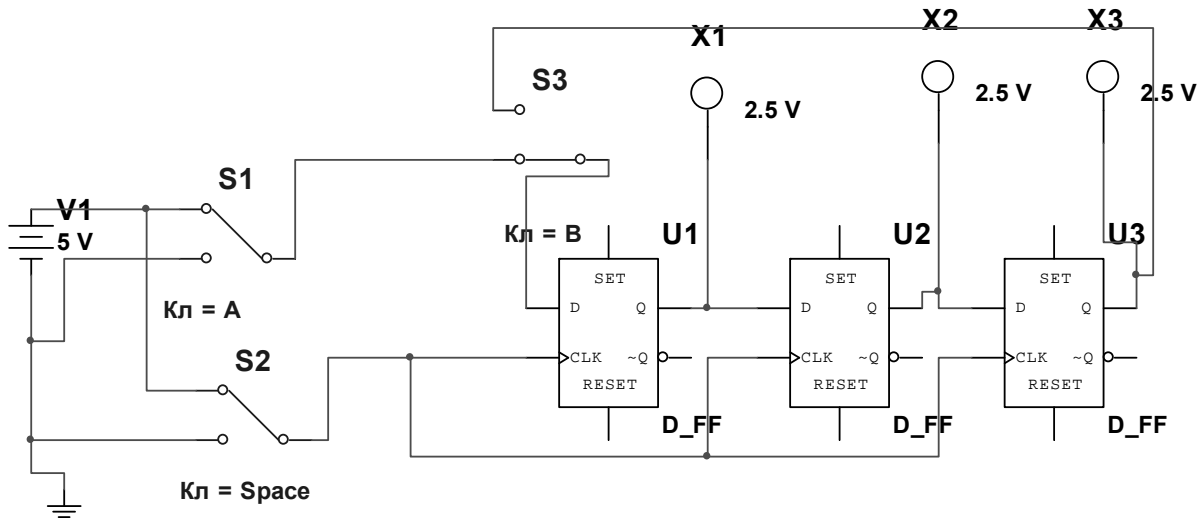 X1
X2
X3
S3
2.5 V
2.5 V
2.5 V
S1
V1
5 V
Кл = B
U1
U2
U3
SET
SET
SET
Кл = A
D
Q
D
Q
D
Q
S2
CLK
~Q
CLK
~Q
CLK
~Q
RESET
RESET
RESET
D_FF
D_FF
D_FF
Кл = Space